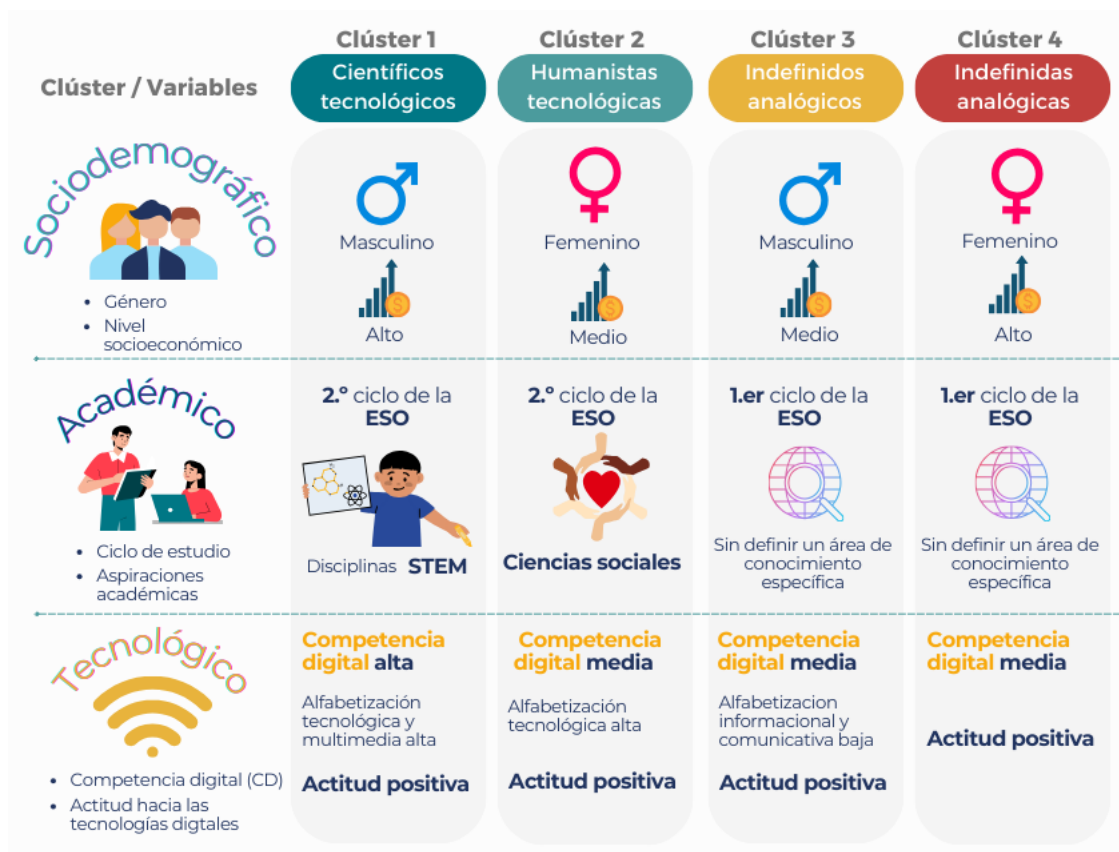 Clúster / Variables
Clúster 1
Científicos
tecnológicos
Clúster 2
Humanistas
tecnológicas
Clúster 3
Indefinidos
analógicos
Clúster 4
Indefinidas
analógicas
Sociodemográfico
Género
Nivel
socioeconómico
Masculino
Alto
Femenino
Medio
Masculino
Medio
Femenino
Alto
Académico
Ciclo de estudio
Aspiraciones
académicas
2.º ciclo de la
ESO
Disciplinas STEM
2.º ciclo de la
ESO
Ciencias sociales
1.er ciclo de la
ESO
Sin definir un área de
conocimiento
específica
1.er ciclo de la
ESO
Sin definir un área de
conocimiento
específica
Tecnológico
Competencia digital (CD)
Actitud hacia las
tecnologías digtales
Competencia
digital alta
Alfabetización
tecnológica y
multimedia alta
Actitud positiva
Competencia
digital media
Alfabetización
tecnológica alta
Actitud positiva
Competencia
digital media
Alfabetizacion
informacional y
comunicativa baja
Actitud positiva
Competencia
digital media
Actitud positiva